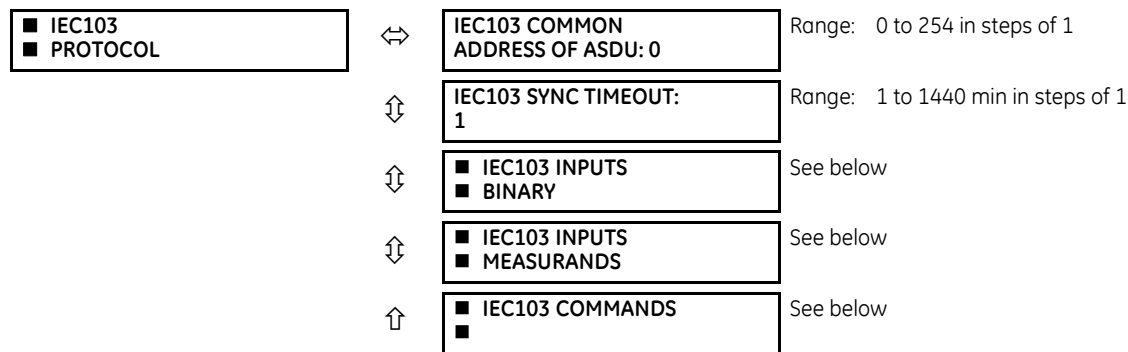 ■ IEC103
■ PROTOCOL
IEC103 COMMON
ADDRESS OF ASDU: 0
Range: 0 to 254 in steps of 1
IEC103 SYNC TIMEOUT:
1
Range: 1 to 1440 min in steps of 1
■ IEC103 INPUTS
■ BINARY
See below
■ IEC103 INPUTS
■ MEASURANDS
See below
■ IEC103 COMMANDS
■
See below